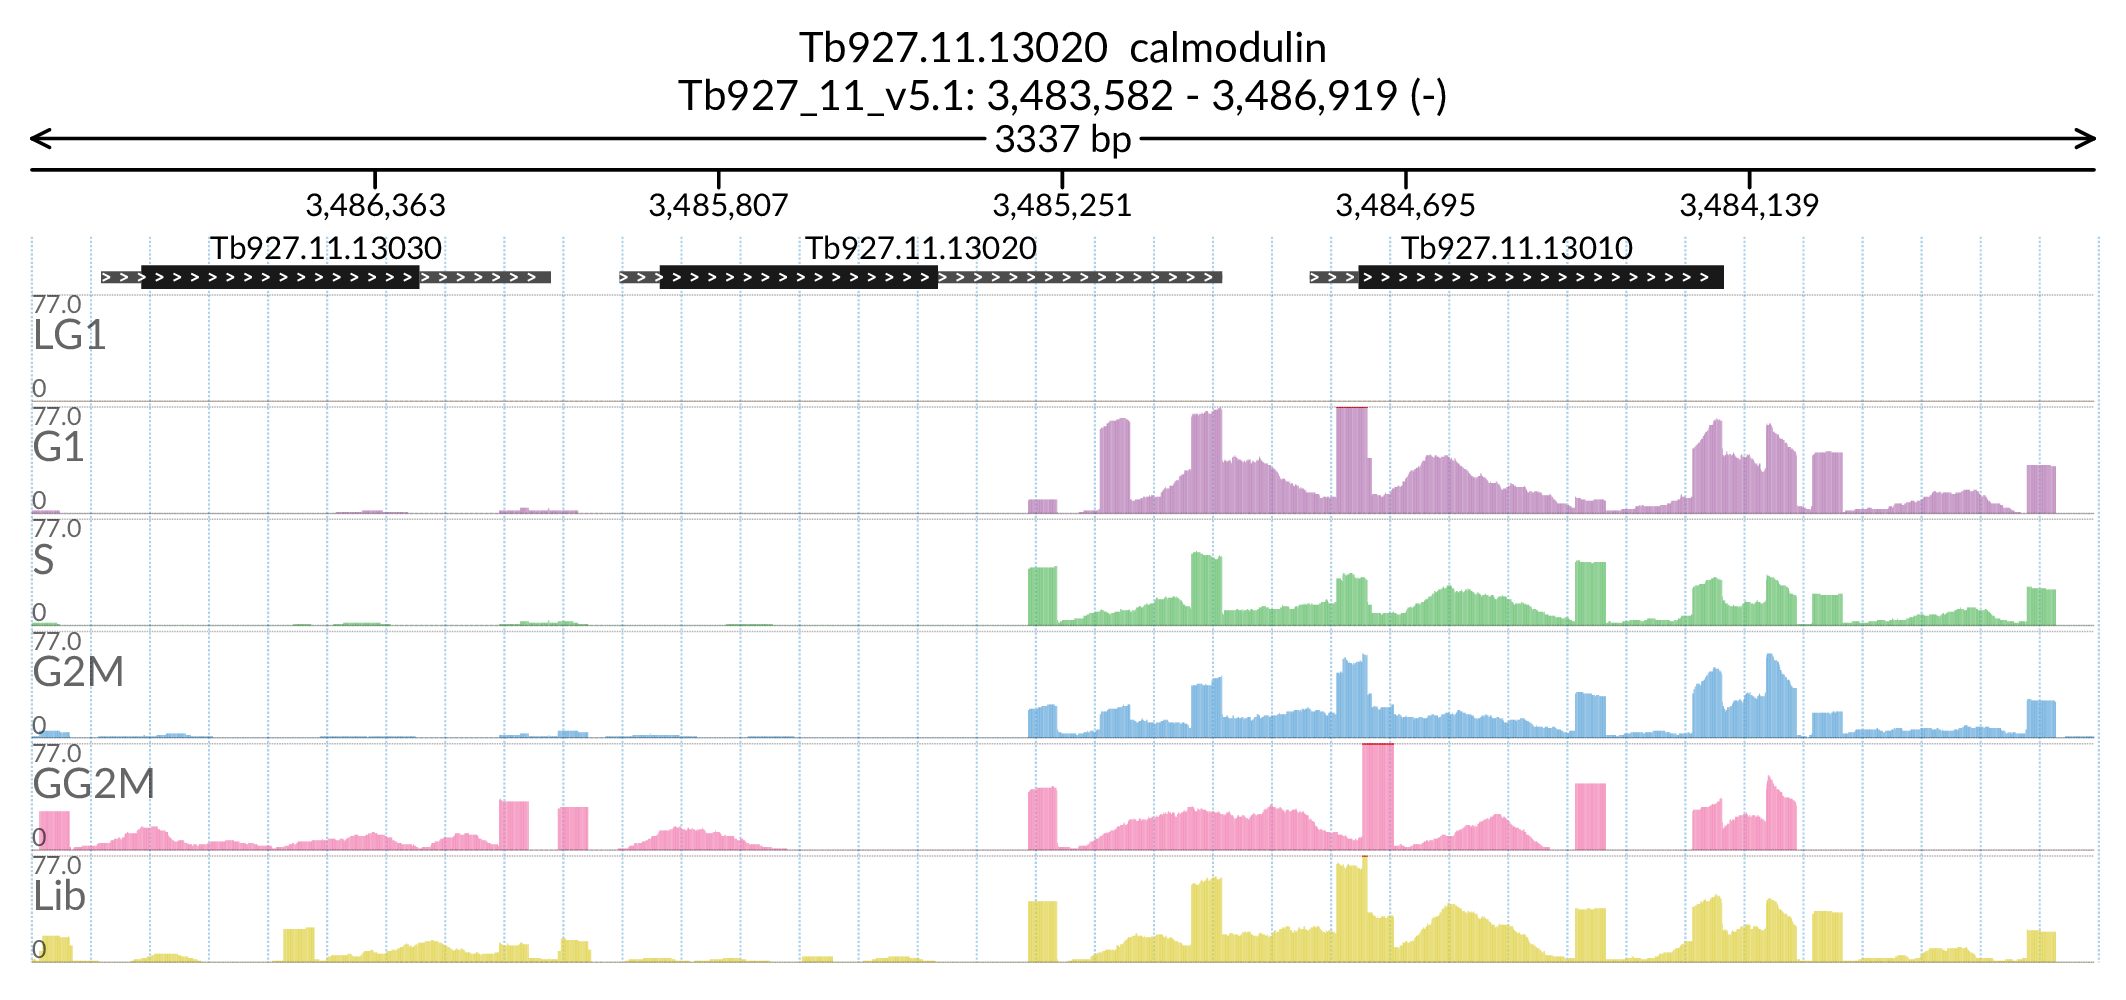 Tb927.11.13020 calmodulin
Tb927_11_v5.1: 3,483,582 - 3,486,919 (-)
3337 bp
3,486,363 3,485,807 3,485,251 3,484,695 3,484,139
Tb927.11.13030 Tb927.11.13020 Tb927.11.13010
77.0
LG1
0
77.0
G1
0
77.0
S
0
77.0
G2M
0
77.0
GG2M
0
77.0
Lib
0